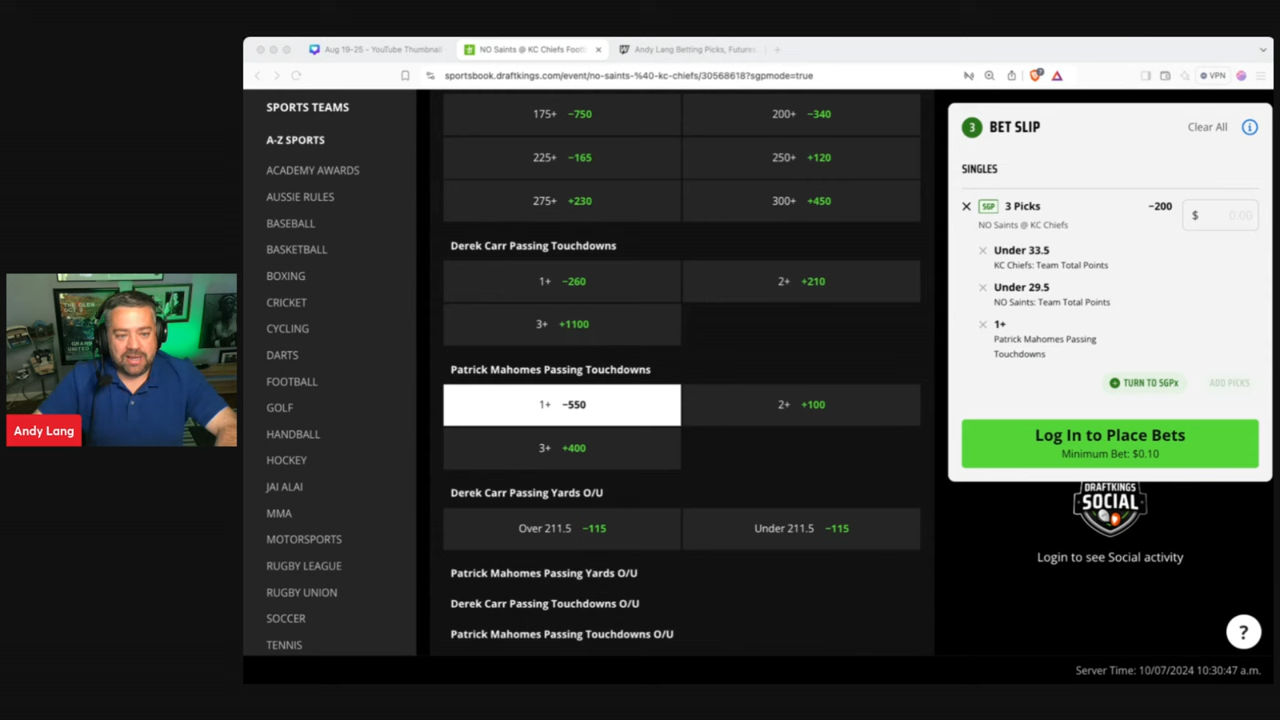 Aug 19-25 - YouTube Thumbnai
NO Saints @ KC Chiefs Footl
Andy Lang Betting Picks, Future
sportsbook.draftkings.com/event/no-saints-%40-kc-chiefs/30568618?sgpmode=true
VPN
SPORTS TEAMS
A-Z SPORTS
ACADEMY AWARDS
AUSSIE RULES
BASEBALL
BASKETBALL
BOXING
CRICKET
CYCLING
DARTS
FOOTBALL
GOLF
HANDBALL
HOCKEY
JAI ALAI
MMA
MOTORSPORTS
RUGBY LEAGUE
RUGBY UNION
SOCCER
TENNIS
175+ −750
200+ −340
225+ −165
250+ +120
275+ +230
300+ +450
Derek Carr Passing Touchdowns
1+ −260
2+ +210
3+ +1100
Patrick Mahomes Passing Touchdowns
1+ −550
2+ +100
3+ +400
Derek Carr Passing Yards O/U
Over 211.5 −115
Under 211.5 −115
Patrick Mahomes Passing Yards O/U
Derek Carr Passing Touchdowns O/U
Patrick Mahomes Passing Touchdowns O/U
3 BET SLIP
Clear All
SINGLES
SGP 3 Picks −200
$ 0.00
NO Saints @ KC Chiefs
Under 33.5
KC Chiefs: Team Total Points
Under 29.5
NO Saints: Team Total Points
1+
Patrick Mahomes Passing
Touchdowns
TURN TO SGPx
ADD PICKS
Log In to Place Bets
Minimum Bet: $0.10
DRAFTKINGS
SOCIAL
Login to see Social activity
?
Server Time: 10/07/2024 10:30:47 a.m.
Andy Lang